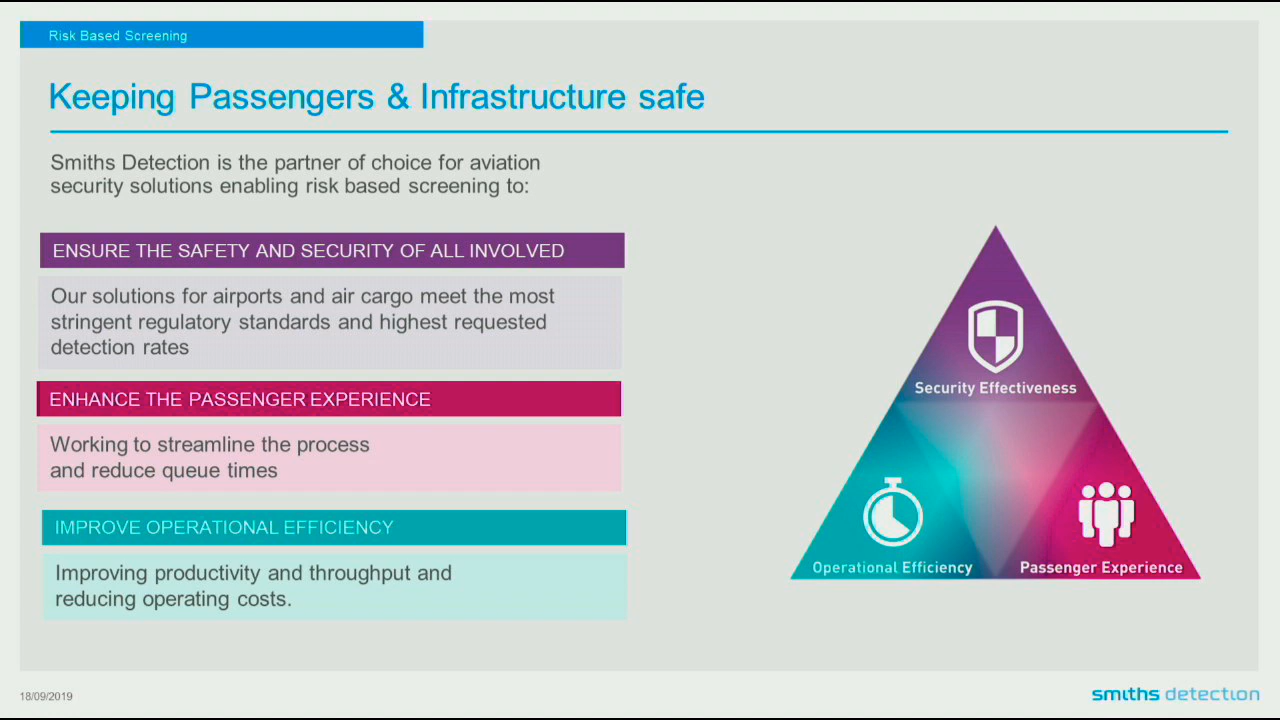 Risk Based Screening
Keeping Passengers & Infrastructure safe
Smiths Detection is the partner of choice for aviation
security solutions enabling risk based screening to:
ENSURE THE SAFETY AND SECURITY OF ALL INVOLVED
Our solutions for airports and air cargo meet the most
stringent regulatory standards and highest requested
detection rates
ENHANCE THE PASSENGER EXPERIENCE
Working to streamline the process
and reduce queue times
IMPROVE OPERATIONAL EFFICIENCY
Improving productivity and throughput and
reducing operating costs.
Security Effectiveness
Operational Efficiency
Passenger Experience
18/09/2019
smiths detection